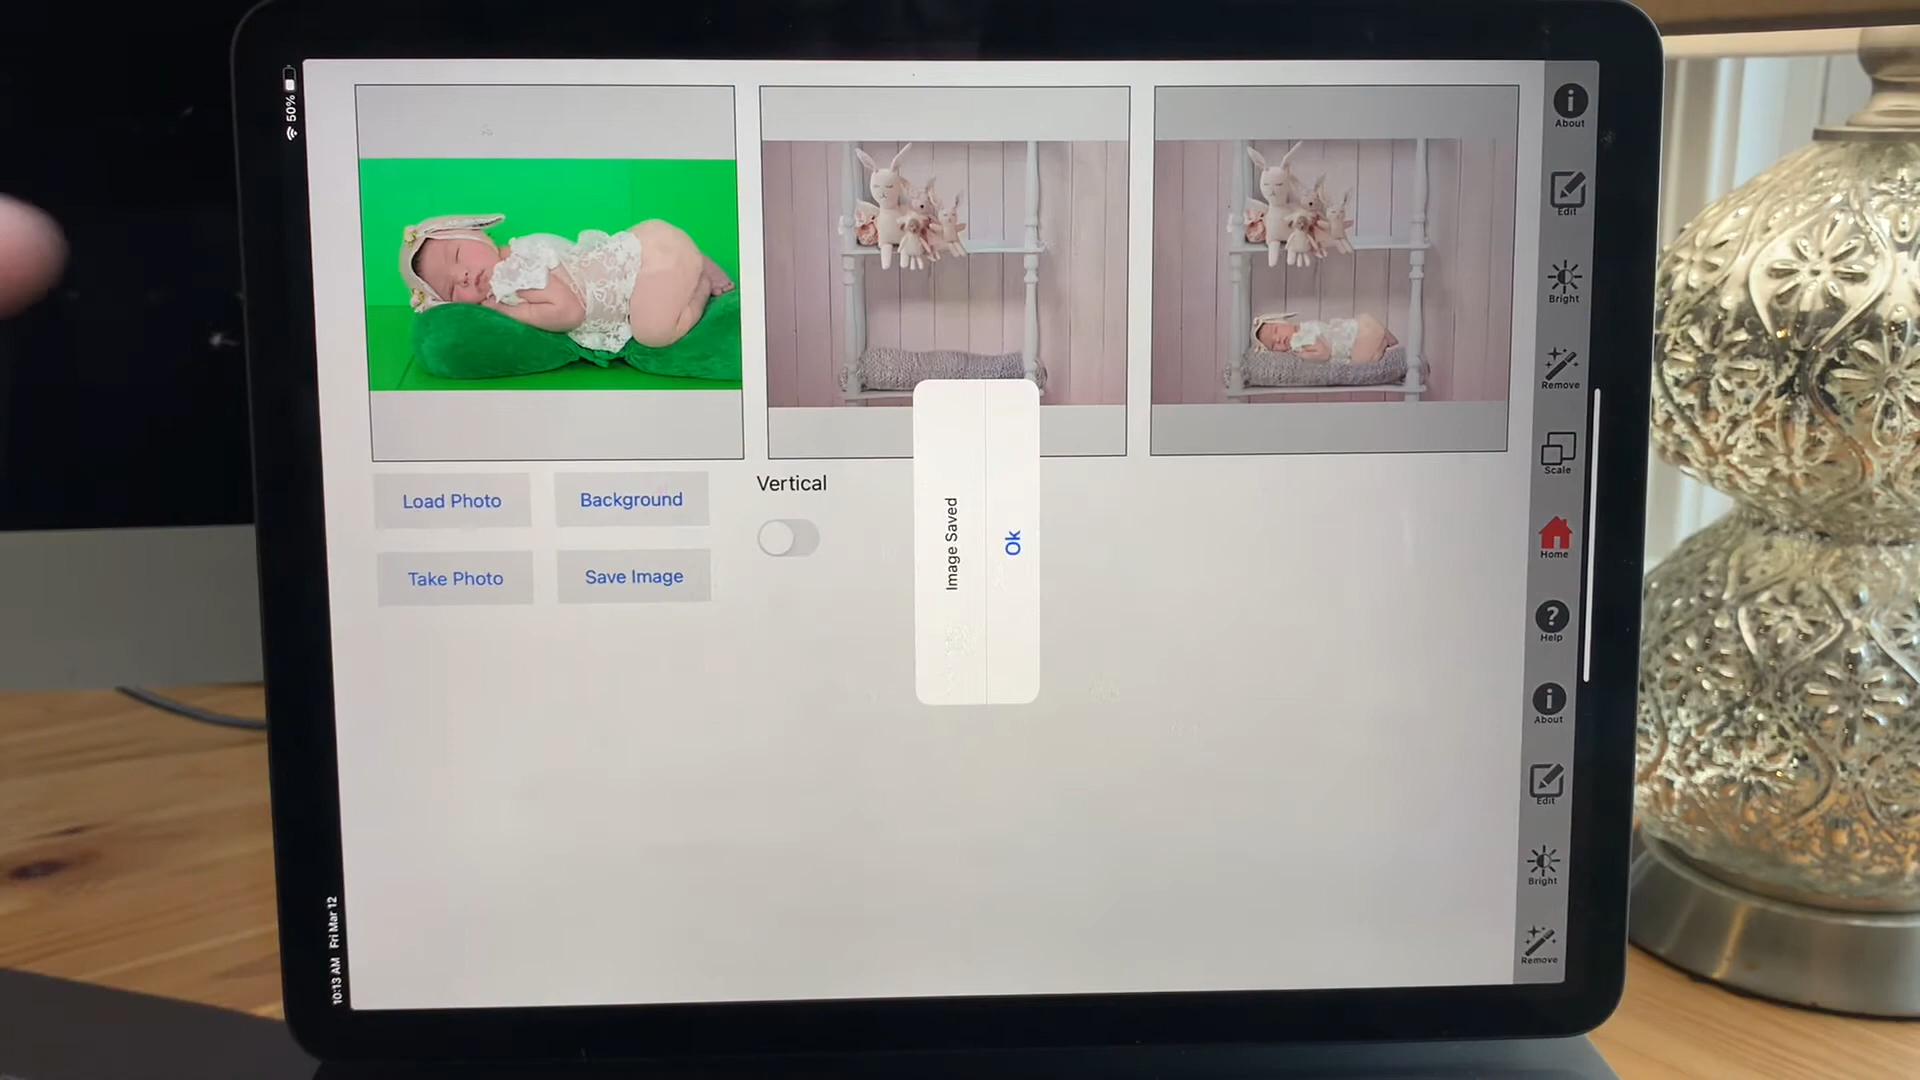 50%
About
Edit
Bright
Remove
Scale
Home
Help
About
Edit
Bright
Remove
Load Photo
Background
Take Photo
Save Image
Vertical
Image Saved
Ok
10:13 AM Fri Mar 12